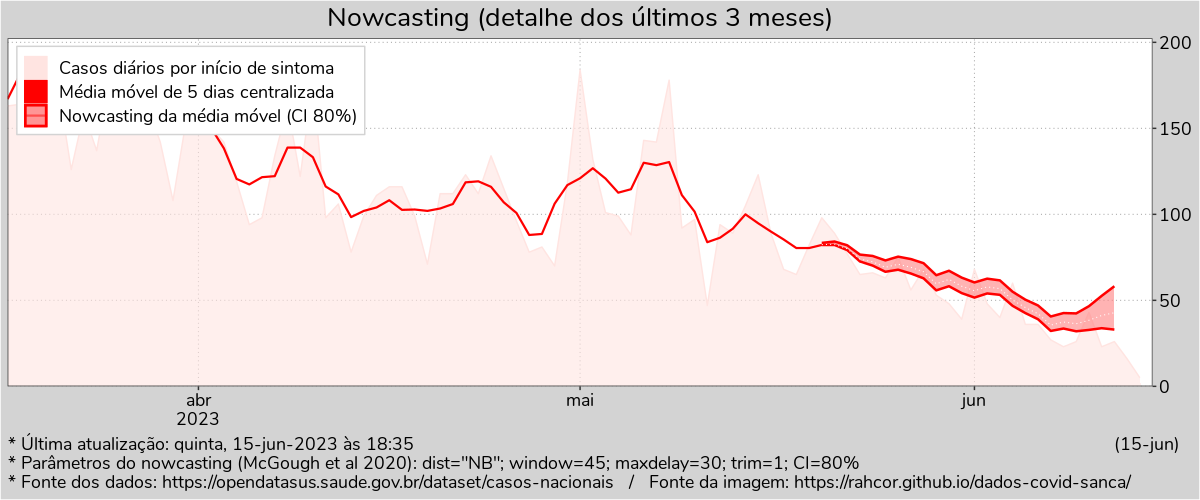 Nowcasting (detalhe dos últimos 3 meses)
Casos diários por início de sintoma
Média móvel de 5 dias centralizada
Nowcasting da média móvel (CI 80%)
200
150
100
50
0
abr
2023
mai
jun
* Última atualização: quinta, 15-jun-2023 às 18:35
(15-jun)
* Parâmetros do nowcasting (McGough et al 2020): dist="NB"; window=45; maxdelay=30; trim=1; CI=80%
* Fonte dos dados: https://opendatasus.saude.gov.br/dataset/casos-nacionais / Fonte da imagem: https://rahcor.github.io/dados-covid-sanca/